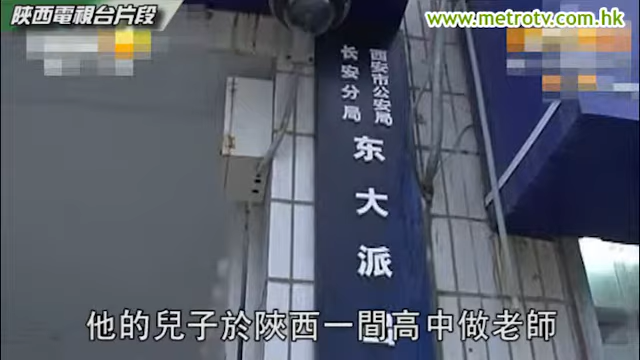 陝西電視台片段
www.metrotv.com.hk
西安市公安局
长安分局
东大派
他的兒子於陝西一間高中做老師